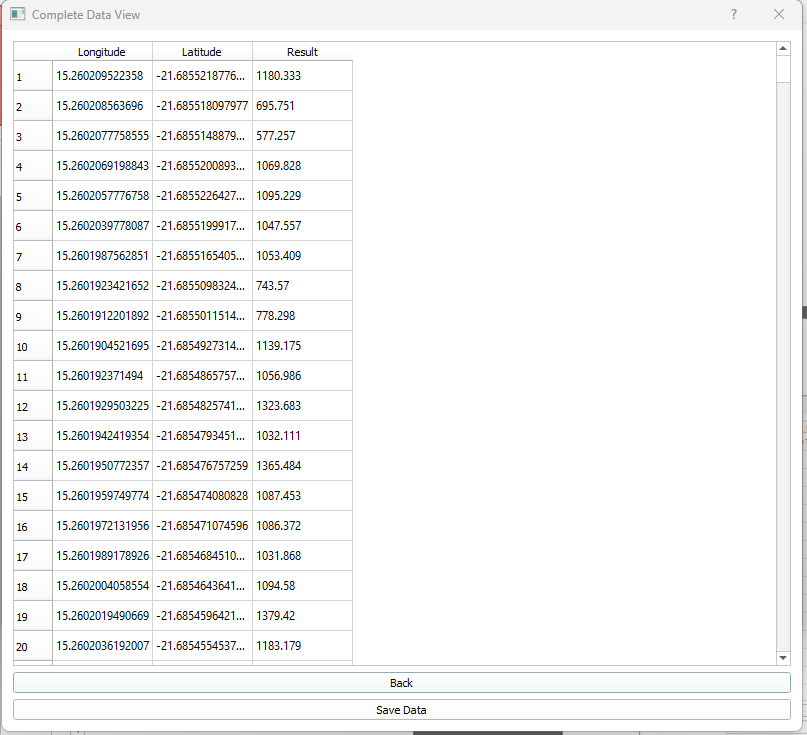 Complete Data View ? ×
Longitude Latitude Result
1 15.260209522358 -21.6855218776... 1180.333
2 15.260208563696 -21.685518097977 695.751
3 15.2602077758555 -21.6855148879... 577.257
4 15.2602069198843 -21.6855200893... 1069.828
5 15.2602057776758 -21.6855226427... 1095.229
6 15.2602039778087 -21.6855199917... 1047.557
7 15.2601987562851 -21.6855165405... 1053.409
8 15.2601923421652 -21.6855098324... 743.57
9 15.2601912201892 -21.6855011514... 778.298
10 15.2601904521695 -21.6854927314... 1139.175
11 15.260192371494 -21.6854865757... 1056.986
12 15.2601929503225 -21.6854825741... 1323.683
13 15.2601942419354 -21.6854793451... 1032.111
14 15.2601950772357 -21.685476757259 1365.484
15 15.2601959749774 -21.685474080828 1087.453
16 15.2601972131956 -21.685471074596 1086.372
17 15.2601989178926 -21.6854684510... 1031.868
18 15.2602004058554 -21.6854643641... 1094.58
19 15.2602019490669 -21.6854596421... 1379.42
20 15.2602036192007 -21.6854554537... 1183.179
Back
Save Data